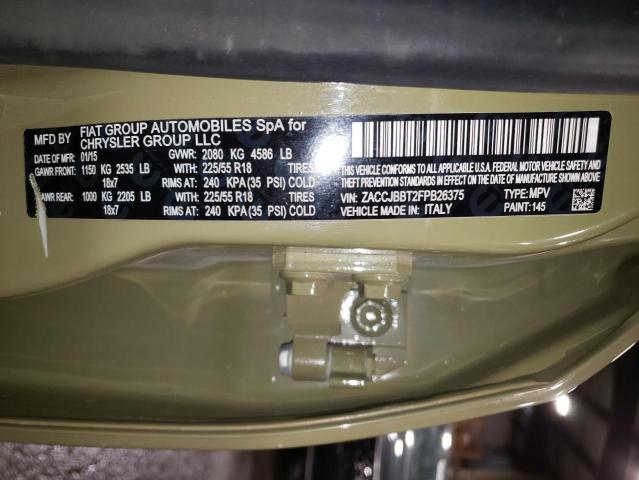 MFD BY FIAT GROUP AUTOMOBILES SpA for
CHRYSLER GROUP LLC
DATE OF MFR: 01/15 GVWR: 2080 KG 4586 LB
GAWR FRONT: 1150 KG 2535 LB 225/55 R18 TIRES
18x7 RIMS AT: 240 KPA(35 PSI) COLD
GAWR REAR: 1000 KG 2205 LB 225/55 R18 TIRES
18x7 RIMS AT: 240 KPA(35 PSI) COLD
THIS VEHICLE CONFORMS TO ALL APPLICABLE U.S.FEDERAL MOTOR VEHICLE SAFETY,
BUMPER, AND THEFT PREVENTION STANDARDS IN EFFECT ON THE
DATE OF MANUFACTURE SHOWN ABOVE.
VIN: ZACCJBBT2FPB26375 TYPE: MPV
VEHICLE MADE IN: ITALY PAINT: 145